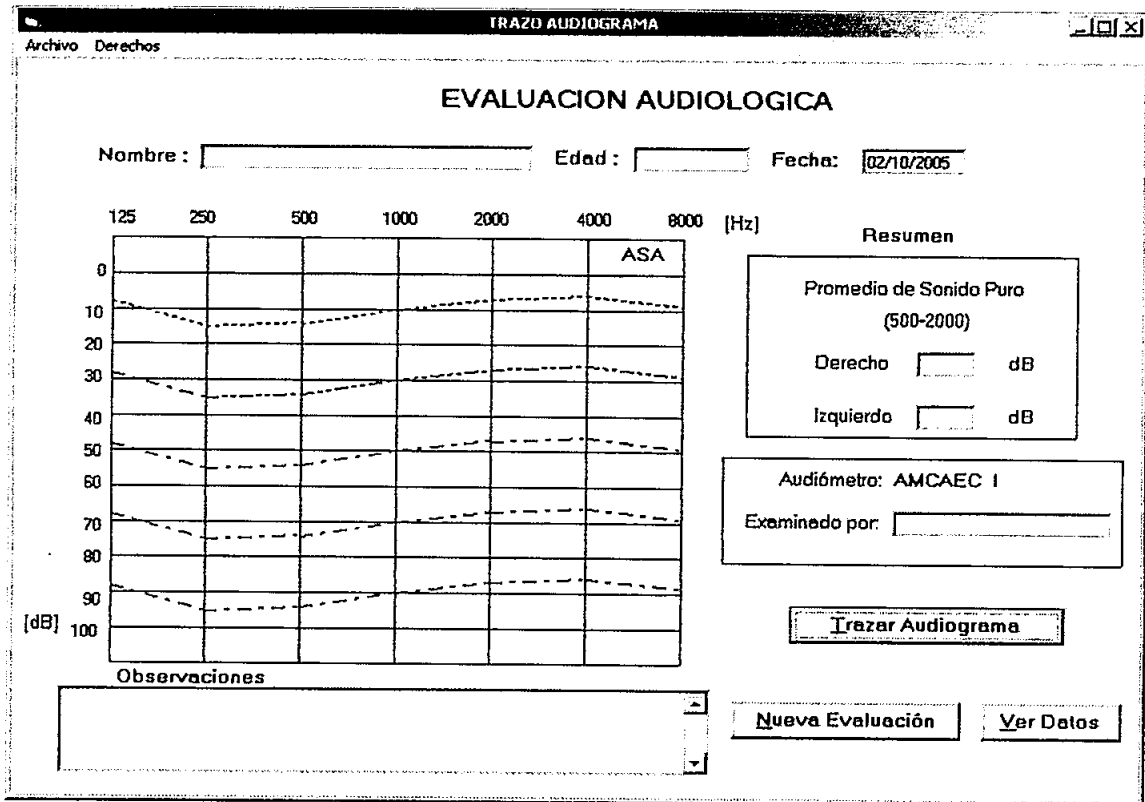 TRAZO AUDIOGRAMA
Archivo Derechos
EVALUACION AUDIOLOGICA
Nombre : Edad : Fecha: 02/10/2005
125 250 500 1000 2000 4000 8000 [Hz]
ASA
0
10
20
30
40
50
60
70
80
90
[dB] 100
Resumen
Promedio de Sonido Puro
(500-2000)
Derecho dB
Izquierdo dB
Audiómetro: AMCAEC I
Examinado por:
Trazar Audiograma
Observaciones
Nueva Evaluación Ver Datos